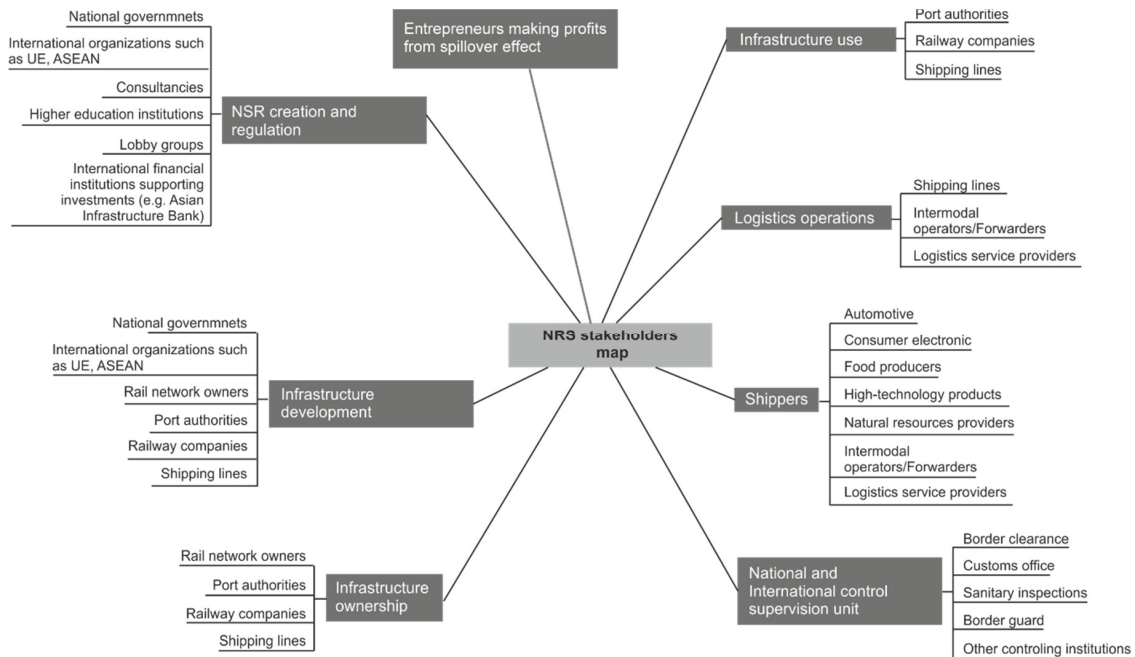 National governmnets
International organizations such
as UE, ASEAN
Consultancies
Higher education institutions
Lobby groups
International financial
institutions supporting
investments (e.g. Asian
Infrastructure Bank)
NSR creation and
regulation
Entrepreneurs making profits
from spillover effect
Infrastructure use
Port authorities
Railway companies
Shipping lines
Logistics operations
Shipping lines
Intermodal
operators/Forwarders
Logistics service providers
NRS stakeholders
map
National governmnets
International organizations such
as UE, ASEAN
Rail network owners
Port authorities
Railway companies
Shipping lines
Infrastructure
development
Shippers
Automotive
Consumer electronic
Food producers
High-technology products
Natural resources providers
Intermodal
operators/Forwarders
Logistics service providers
Rail network owners
Port authorities
Railway companies
Shipping lines
Infrastructure
ownership
National and
International control
supervision unit
Border clearance
Customs office
Sanitary inspections
Border guard
Other controling institutions